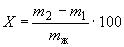 X = (m₂ − m₁) / mж · 100